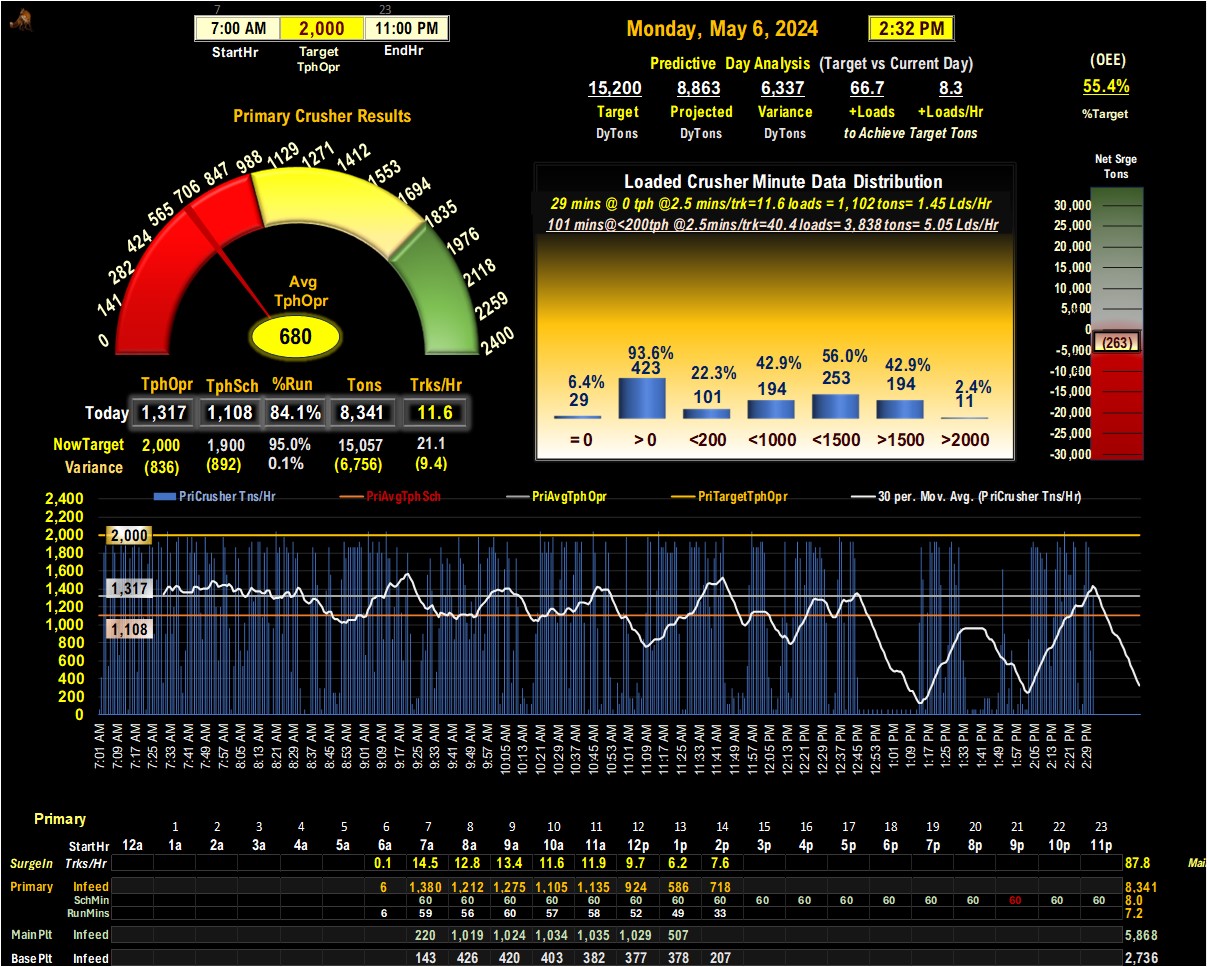 7 23
7:00 AM 2,000 11:00 PM
StartHr Target EndHr
TphOpr
Monday, May 6, 2024 2:32 PM
Predictive Day Analysis (Target vs Current Day)
15,200 8,863 6,337 66.7 8.3
Target Projected Variance +Loads +Loads/Hr
DyTons DyTons DyTons to Achieve Target Tons
(OEE)
55.4%
%Target
Primary Crusher Results
0 141 282 424 565 706 847 988 1129 1271 1412 1553 1694 1835 1976 2118 2259 2400
Avg
TphOpr
680
TphOpr TphSch %Run Tons Trks/Hr
Today 1,317 1,108 84.1% 8,341 11.6
NowTarget 2,000 1,900 95.0% 15,057 21.1
Variance (836) (892) 0.1% (6,756) (9.4)
Loaded Crusher Minute Data Distribution
29 mins @ 0 tph @2.5 mins/trk=11.6 loads = 1,102 tons= 1.45 Lds/Hr
101 mins@<200tph @2.5mins/trk=40.4 loads= 3,838 tons= 5.05 Lds/Hr
6.4% 93.6% 22.3% 42.9% 56.0% 42.9% 2.4%
29 423 101 194 253 194 11
= 0 > 0 <200 <1000 <1500 >1500 >2000
Net Srge
Tons
30,000
25,000
20,000
15,000
10,000
5,000
0
(263)
-5,000
-10,000
-15,000
-20,000
-25,000
-30,000
PriCrusher Tns/Hr PriAvgTphSch PriAvgTphOpr PriTargetTphOpr 30 per. Mov. Avg. (PriCrusher Tns/Hr)
2,400
2,200
2,000 2,000
1,800
1,600
1,400 1,317
1,200
1,000 1,108
800
600
400
200
0
7:01 AM 7:09 AM 7:17 AM 7:25 AM 7:33 AM 7:41 AM 7:49 AM 7:57 AM 8:05 AM 8:13 AM 8:21 AM 8:29 AM 8:37 AM 8:45 AM 8:53 AM 9:01 AM 9:09 AM 9:17 AM 9:25 AM 9:33 AM 9:41 AM 9:49 AM 9:57 AM 10:05 AM 10:13 AM 10:21 AM 10:29 AM 10:37 AM 10:45 AM 10:53 AM 11:01 AM 11:09 AM 11:17 AM 11:25 AM 11:33 AM 11:41 AM 11:49 AM 11:57 AM 12:05 PM 12:13 PM 12:21 PM 12:29 PM 12:37 PM 12:45 PM 12:53 PM 1:01 PM 1:09 PM 1:17 PM 1:25 PM 1:33 PM 1:41 PM 1:49 PM 1:57 PM 2:05 PM 2:13 PM 2:21 PM 2:29 PM
Primary
1 2 3 4 5 6 7 8 9 10 11 12 13 14 15 16 17 18 19 20 21 22 23
StartHr 12a 1a 2a 3a 4a 5a 6a 7a 8a 9a 10a 11a 12p 1p 2p 3p 4p 5p 6p 7p 8p 9p 10p 11p
SurgeIn Trks/Hr 0.1 14.5 12.8 13.4 11.6 11.9 9.7 6.2 7.6 87.8
Primary Infeed 6 1,380 1,212 1,275 1,105 1,135 924 586 718 8,341
SchMin 60 60 60 60 60 60 60 60 60 60 60 60 60 60 60 60 60 8.0
RunMins 6 59 56 60 57 58 52 49 33 7.2
MainPlt Infeed 220 1,019 1,024 1,034 1,035 1,029 507 5,868
BasePlt Infeed 143 426 420 403 382 377 378 207 2,736